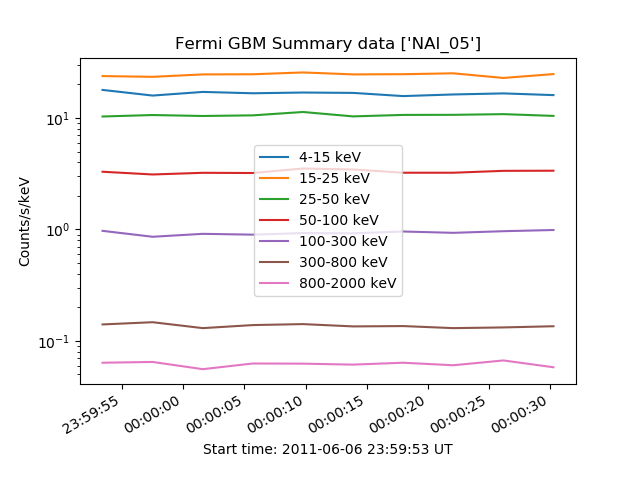 Fermi GBM Summary data ['NAI_05']
Counts/s/keV
10¹
10⁰
10⁻¹
4-15 keV
15-25 keV
25-50 keV
50-100 keV
100-300 keV
300-800 keV
800-2000 keV
23:59:55
00:00:00
00:00:05
00:00:10
00:00:15
00:00:20
00:00:25
00:00:30
Start time: 2011-06-06 23:59:53 UT